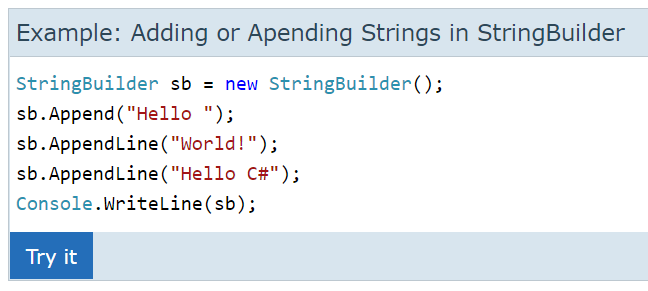 Example: Adding or Apending Strings in StringBuilder
StringBuilder sb = new StringBuilder();
sb.Append("Hello ");
sb.AppendLine("World!");
sb.AppendLine("Hello C#");
Console.WriteLine(sb);
Try it